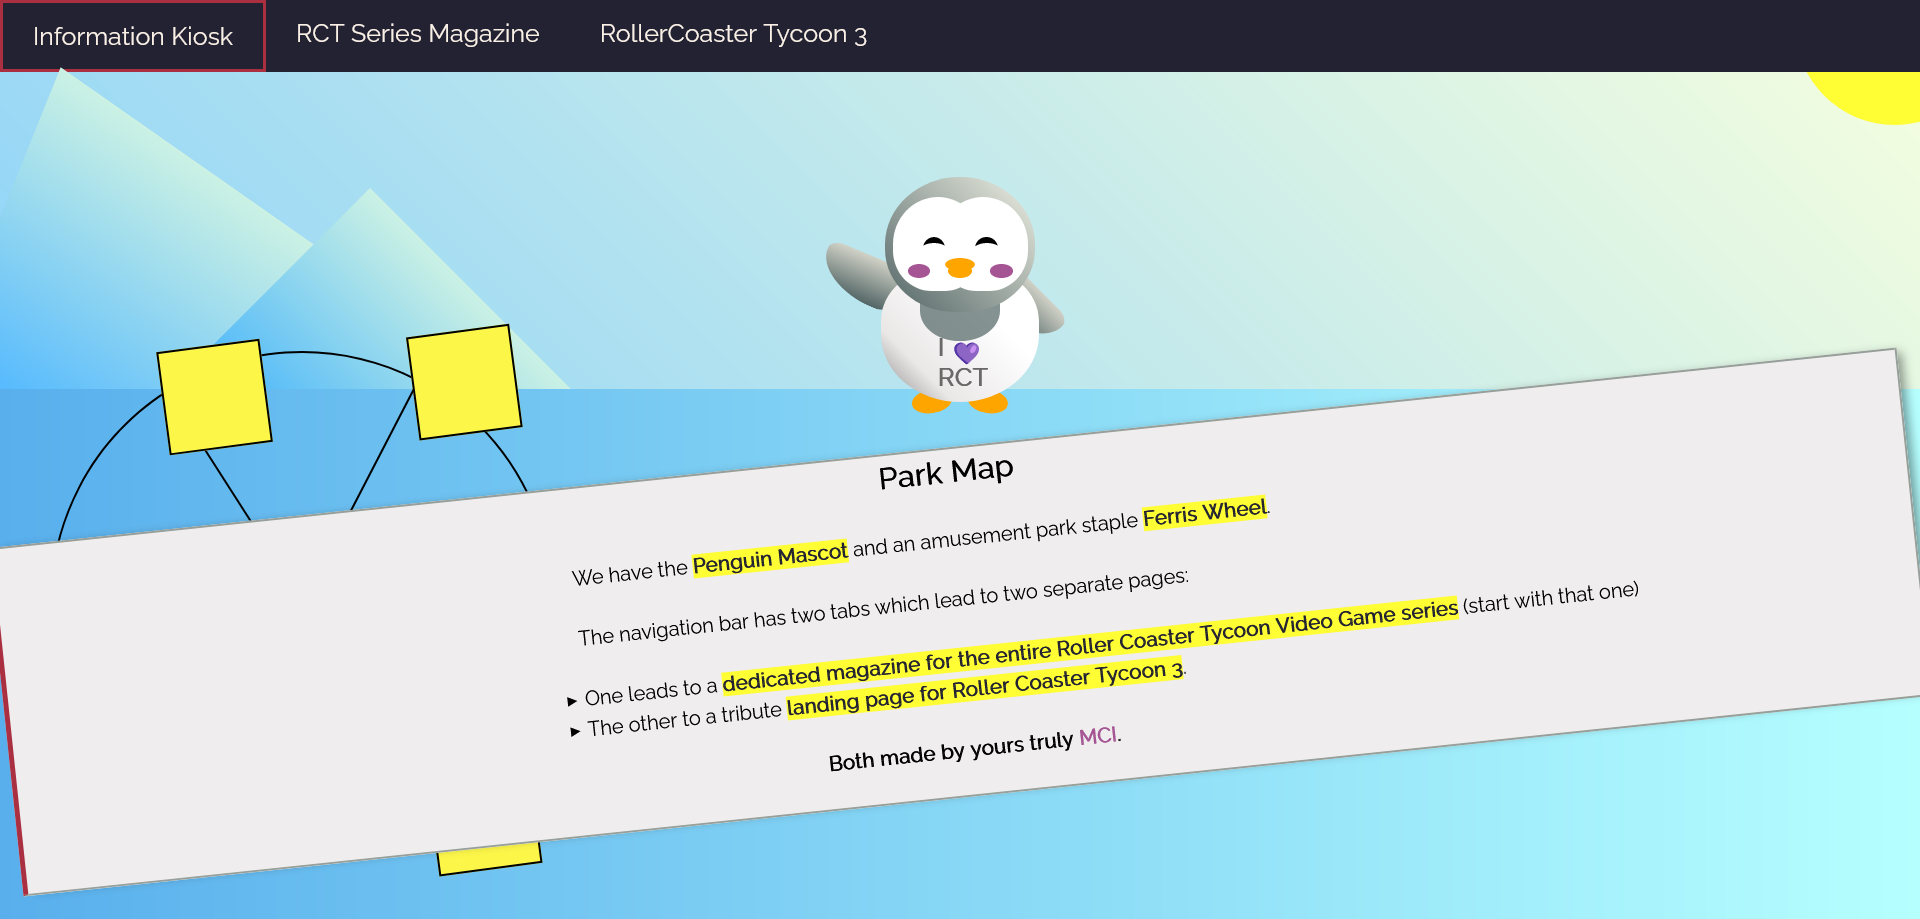 Information Kiosk
RCT Series Magazine
RollerCoaster Tycoon 3
I 💜
RCT
Park Map
We have the Penguin Mascot and an amusement park staple Ferris Wheel.
The navigation bar has two tabs which lead to two separate pages:
▸ One leads to a dedicated magazine for the entire Roller Coaster Tycoon Video Game series (start with that one)
▸ The other to a tribute landing page for Roller Coaster Tycoon 3.
Both made by yours truly MCI.